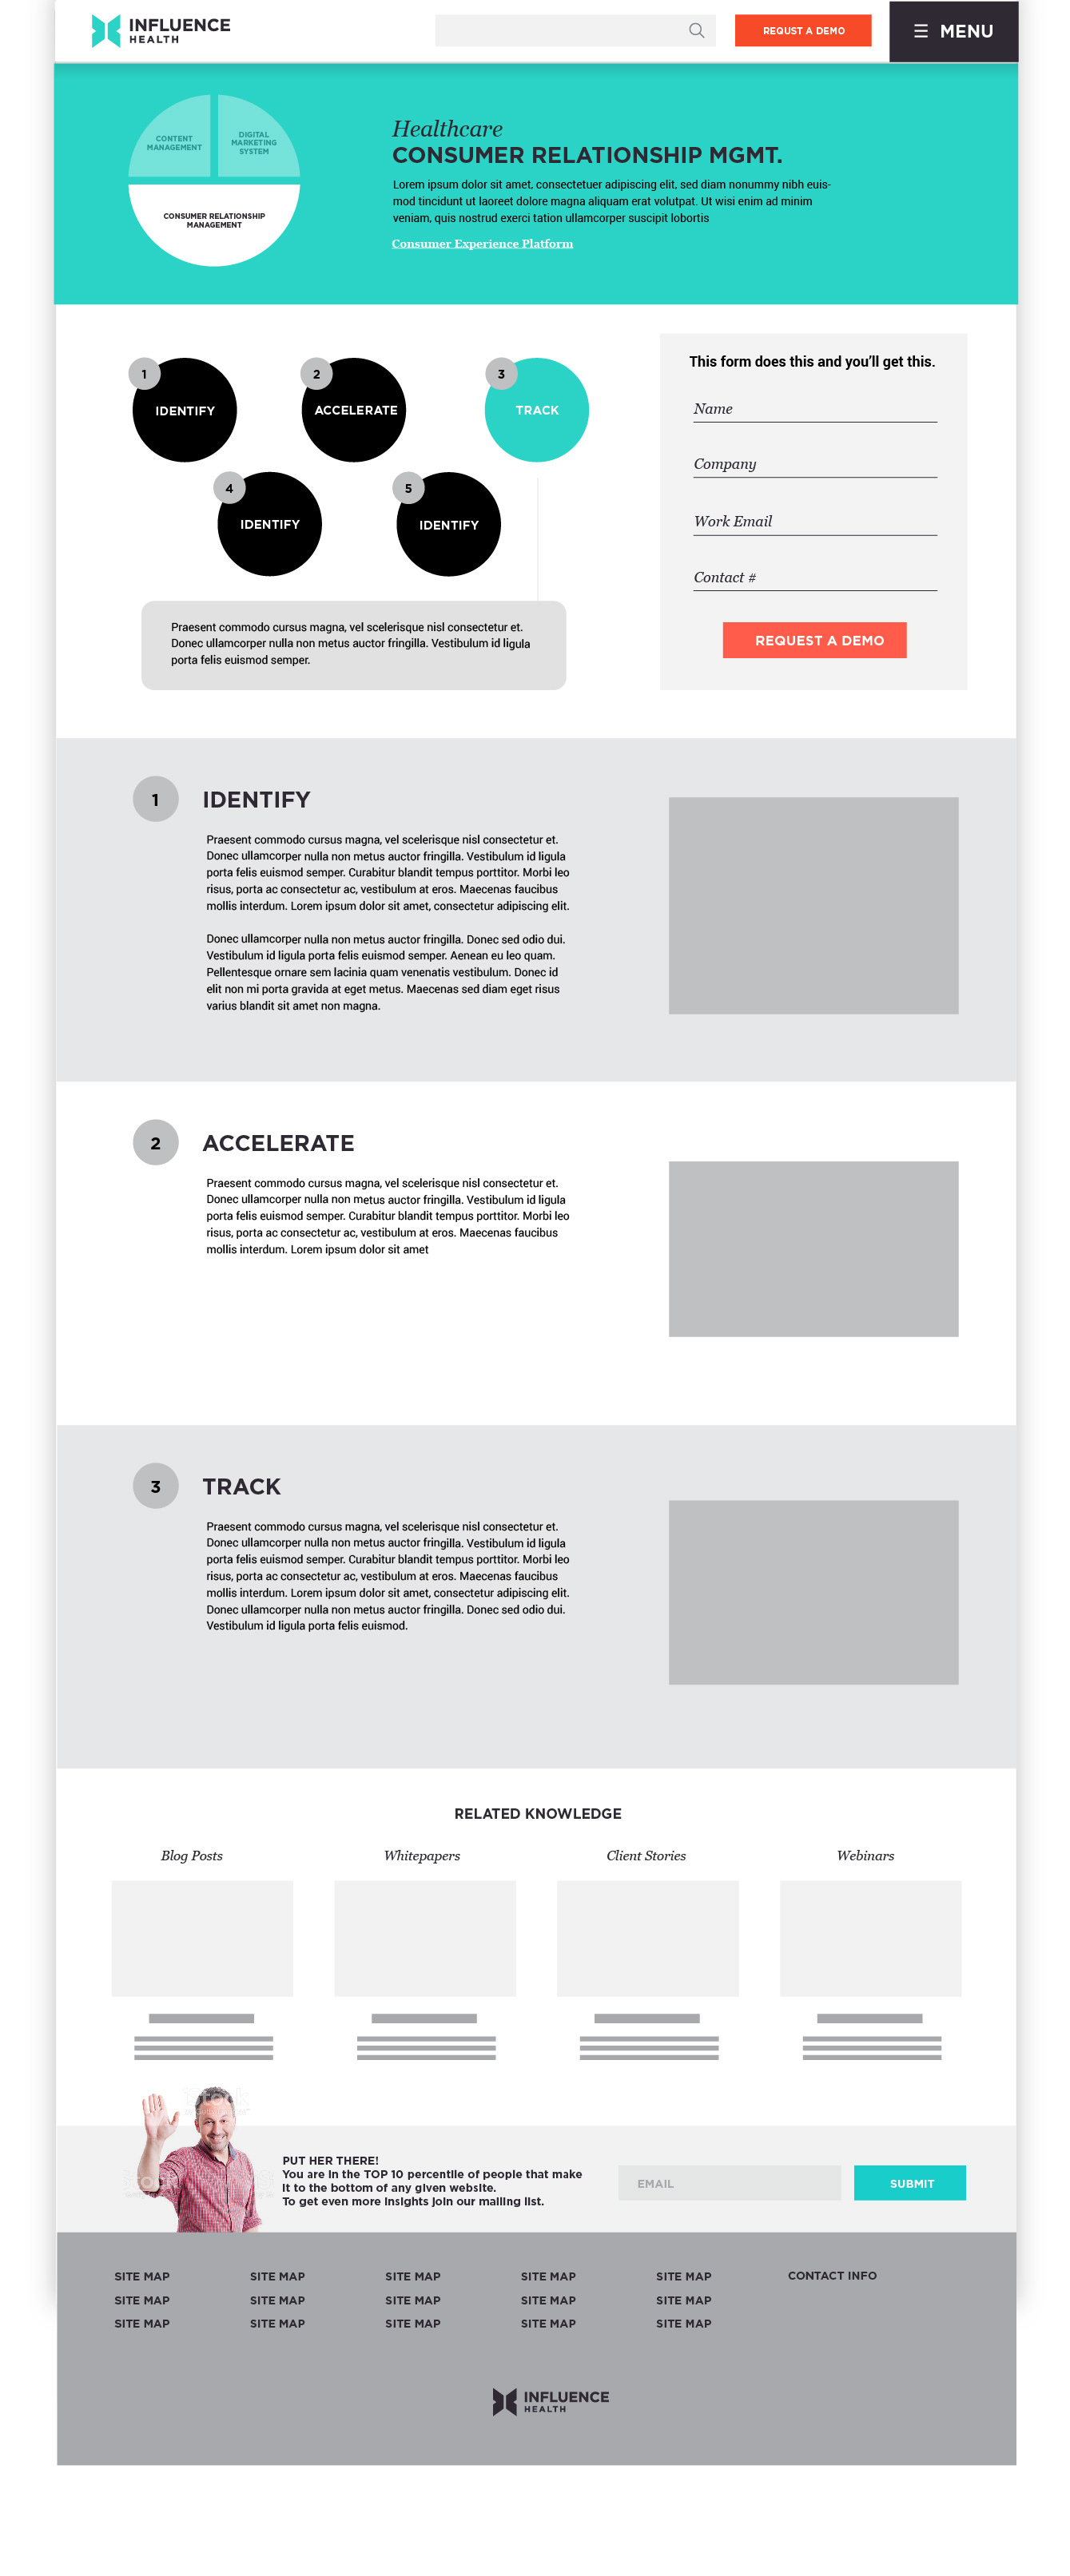 INFLUENCE
HEALTH
REQUST A DEMO
☰ MENU
CONTENT
MANAGEMENT
DIGITAL
MARKETING
SYSTEM
CONSUMER RELATIONSHIP
MANAGEMENT
Healthcare
CONSUMER RELATIONSHIP MGMT.
Lorem ipsum dolor sit amet, consectetuer adipiscing elit, sed diam nonummy nibh euis-
mod tincidunt ut laoreet dolore magna aliquam erat volutpat. Ut wisi enim ad minim
veniam, quis nostrud exerci tation ullamcorper suscipit lobortis
Consumer Experience Platform
1
IDENTIFY
2
ACCELERATE
3
TRACK
4
IDENTIFY
5
IDENTIFY
Praesent commodo cursus magna, vel scelerisque nisl consectetur et.
Donec ullamcorper nulla non metus auctor fringilla. Vestibulum id ligula
porta felis euismod semper.
This form does this and you’ll get this.
Name
Company
Work Email
Contact #
REQUEST A DEMO
1
IDENTIFY
Praesent commodo cursus magna, vel scelerisque nisl consectetur et.
Donec ullamcorper nulla non metus auctor fringilla. Vestibulum id ligula
porta felis euismod semper. Curabitur blandit tempus porttitor. Morbi leo
risus, porta ac consectetur ac, vestibulum at eros. Maecenas faucibus
mollis interdum. Lorem ipsum dolor sit amet, consectetur adipiscing elit.
Donec ullamcorper nulla non metus auctor fringilla. Donec sed odio dui.
Vestibulum id ligula porta felis euismod semper. Aenean eu leo quam.
Pellentesque ornare sem lacinia quam venenatis vestibulum. Donec id
elit non mi porta gravida at eget metus. Maecenas sed diam eget risus
varius blandit sit amet non magna.
2
ACCELERATE
Praesent commodo cursus magna, vel scelerisque nisl consectetur et.
Donec ullamcorper nulla non metus auctor fringilla. Vestibulum id ligula
porta felis euismod semper. Curabitur blandit tempus porttitor. Morbi leo
risus, porta ac consectetur ac, vestibulum at eros. Maecenas faucibus
mollis interdum. Lorem ipsum dolor sit amet
3
TRACK
Praesent commodo cursus magna, vel scelerisque nisl consectetur et.
Donec ullamcorper nulla non metus auctor fringilla. Vestibulum id ligula
porta felis euismod semper. Curabitur blandit tempus porttitor. Morbi leo
risus, porta ac consectetur ac, vestibulum at eros. Maecenas faucibus
mollis interdum. Lorem ipsum dolor sit amet, consectetur adipiscing elit.
Donec ullamcorper nulla non metus auctor fringilla. Donec sed odio dui.
Vestibulum id ligula porta felis euismod.
RELATED KNOWLEDGE
Blog Posts
Whitepapers
Client Stories
Webinars
PUT HER THERE!
You are in the TOP 10 percentile of people that make
it to the bottom of any given website.
To get even more insights join our mailing list.
EMAIL
SUBMIT
SITE MAP SITE MAP SITE MAP SITE MAP SITE MAP CONTACT INFO
SITE MAP SITE MAP SITE MAP SITE MAP SITE MAP
SITE MAP SITE MAP SITE MAP SITE MAP SITE MAP
INFLUENCE
HEALTH